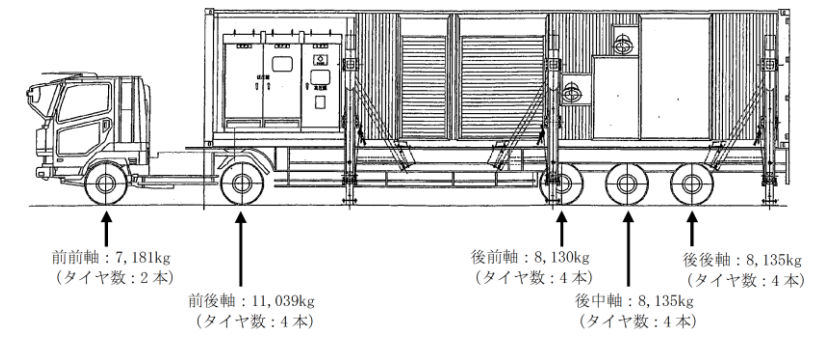 前前軸：7,181kg
（タイヤ数：2本）
前後軸：11,039kg
（タイヤ数：4本）
後前軸：8,130kg
（タイヤ数：4本）
後中軸：8,135kg
（タイヤ数：4本）
後後軸：8,135kg
（タイヤ数：4本）